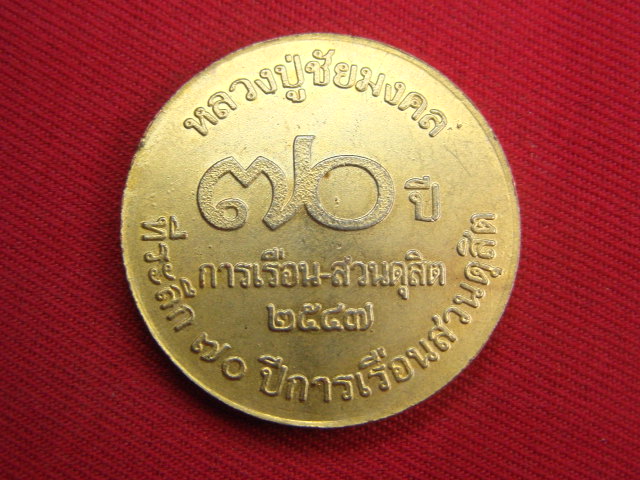 หลวงปู่ชัยมงคล
๗๐ ปี
การเรือน-สวนดุสิต
๒๕๔๗
ที่ระลึก ๗๐ ปีการเรือนสวนดุสิต